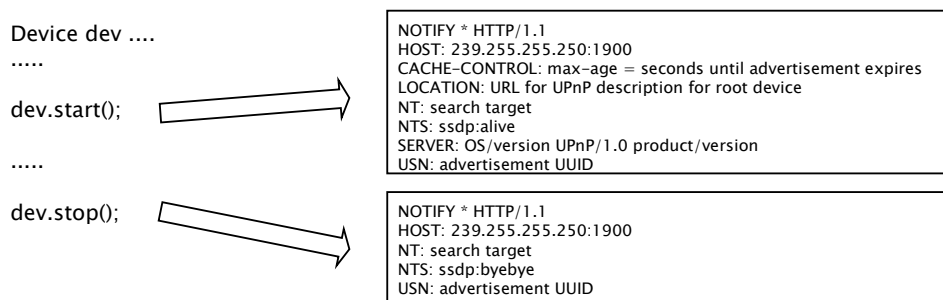 Device dev ....
.....
dev.start();
.....
dev.stop();
NOTIFY * HTTP/1.1
HOST: 239.255.255.250:1900
CACHE-CONTROL: max-age = seconds until advertisement expires
LOCATION: URL for UPnP description for root device
NT: search target
NTS: ssdp:alive
SERVER: OS/version UPnP/1.0 product/version
USN: advertisement UUID
NOTIFY * HTTP/1.1
HOST: 239.255.255.250:1900
NT: search target
NTS: ssdp:byebye
USN: advertisement UUID